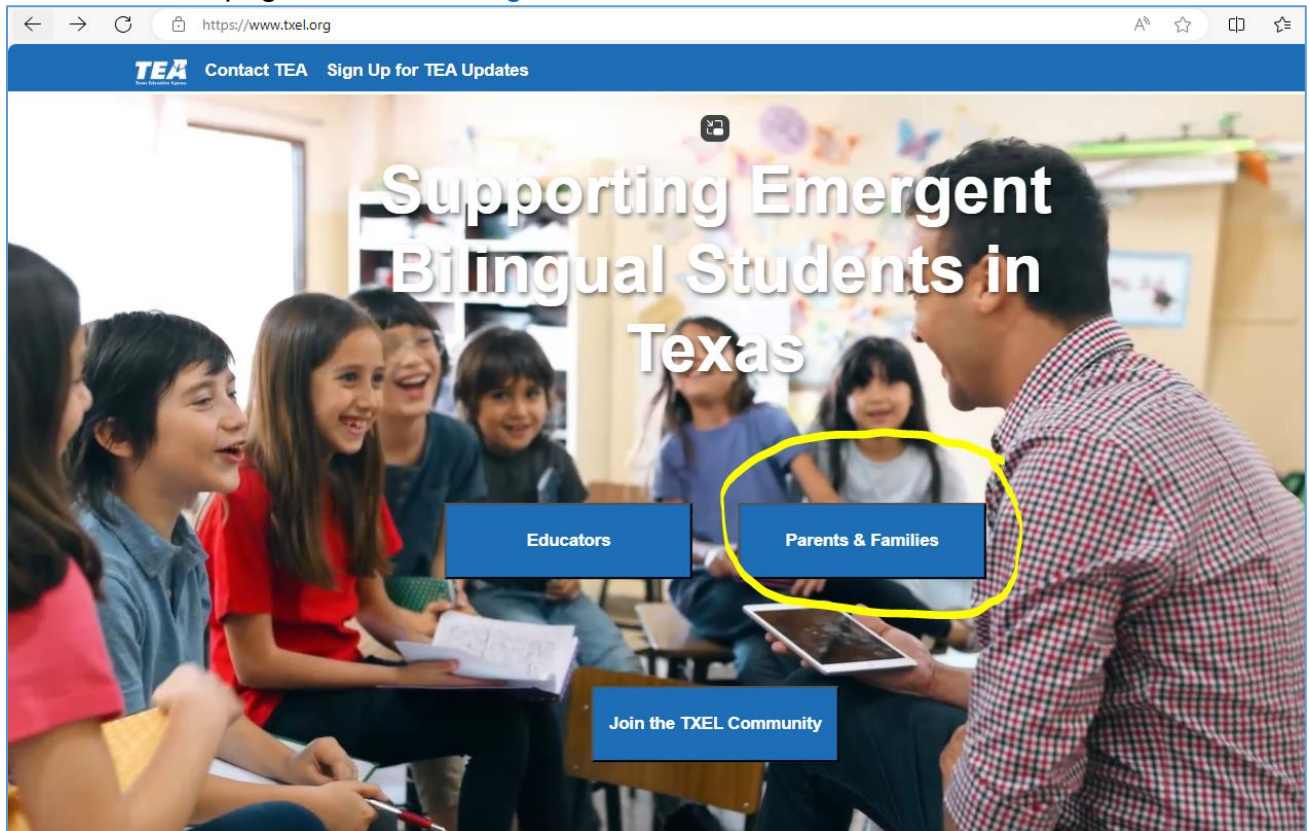 https://www.txel.org
TEA
Contact TEA Sign Up for TEA Updates
Supporting Emergent
Bilingual Students in
Texas
Educators
Parents & Families
Join the TXEL Community